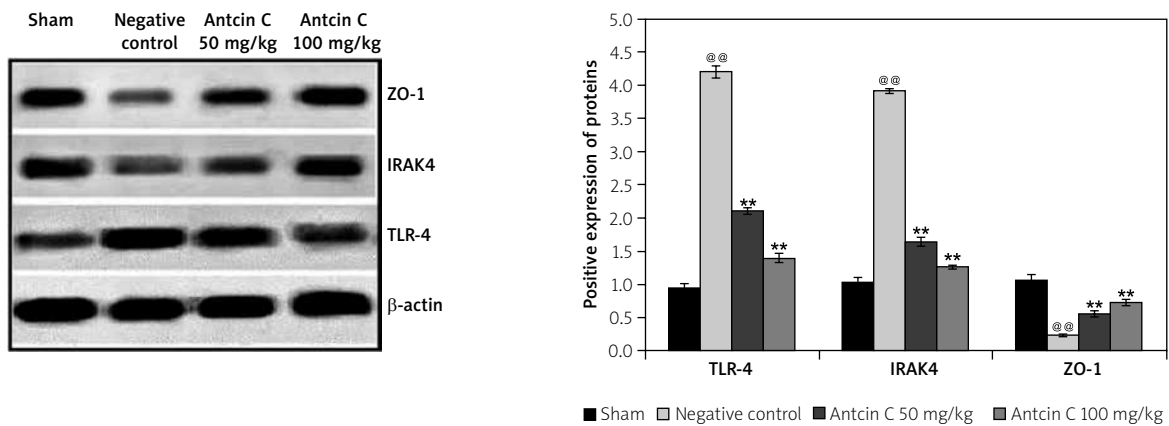 Sham
Negative control
Antcin C 50 mg/kg
Antcin C 100 mg/kg
ZO-1
IRAK4
TLR-4
β-actin
Positive expression of proteins
5.0
4.5
4.0
3.5
3.0
2.5
2.0
1.5
1.0
0.5
0.0
@@
**
**
@@
**
**
@@
**
**
TLR-4
IRAK4
ZO-1
Sham
Negative control
Antcin C 50 mg/kg
Antcin C 100 mg/kg